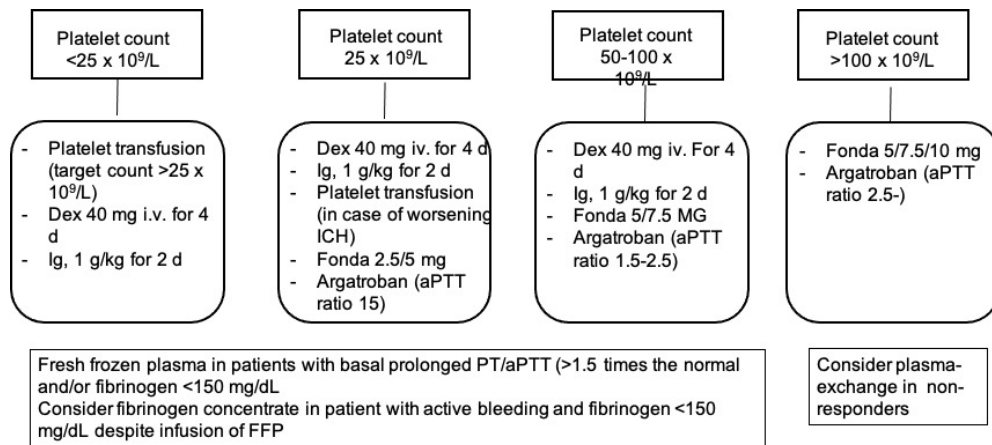 Platelet count
<25 x 10⁹/L
Platelet count
25 x 10⁹/L
Platelet count
50-100 x
10⁹/L
Platelet count
>100 x 10⁹/L
- Platelet transfusion
(target count >25 x
10⁹/L)
- Dex 40 mg i.v. for 4
d
- Ig, 1 g/kg for 2 d
- Dex 40 mg iv. for 4 d
- Ig, 1 g/kg for 2 d
- Platelet transfusion
(in case of worsening
ICH)
- Fonda 2.5/5 mg
- Argatroban (aPTT
ratio 15)
- Dex 40 mg iv. For 4
d
- Ig, 1 g/kg for 2 d
- Fonda 5/7.5 MG
- Argatroban (aPTT
ratio 1.5-2.5)
- Fonda 5/7.5/10 mg
- Argatroban (aPTT
ratio 2.5-)
Fresh frozen plasma in patients with basal prolonged PT/aPTT (>1.5 times the normal
and/or fibrinogen <150 mg/dL
Consider fibrinogen concentrate in patient with active bleeding and fibrinogen <150
mg/dL despite infusion of FFP
Consider plasma-
exchange in non-
responders